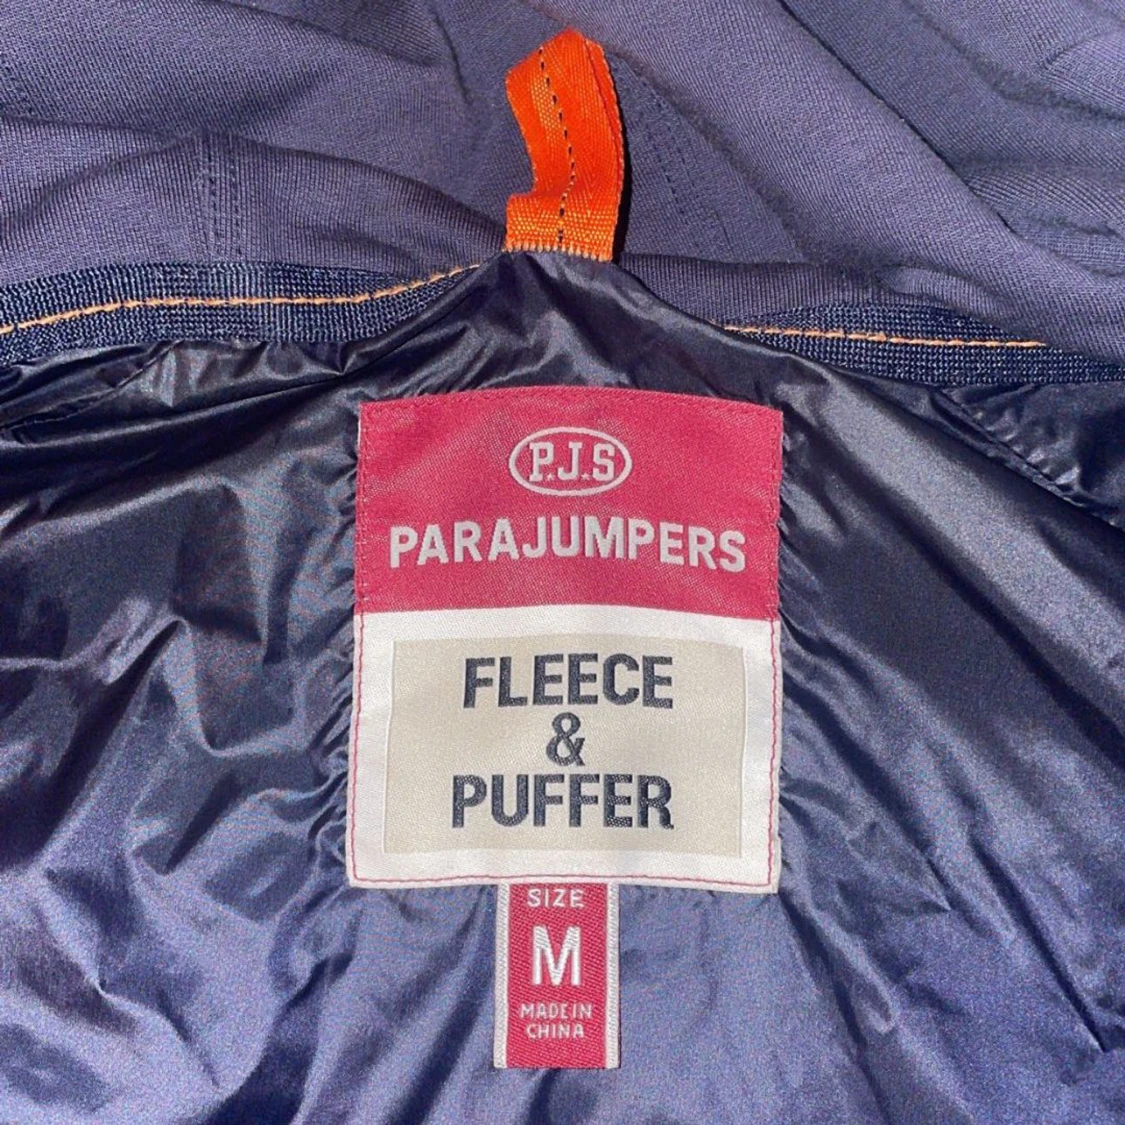 P.J.S
PARAJUMPERS
FLEECE
&
PUFFER
SIZE
M
MADE IN
CHINA